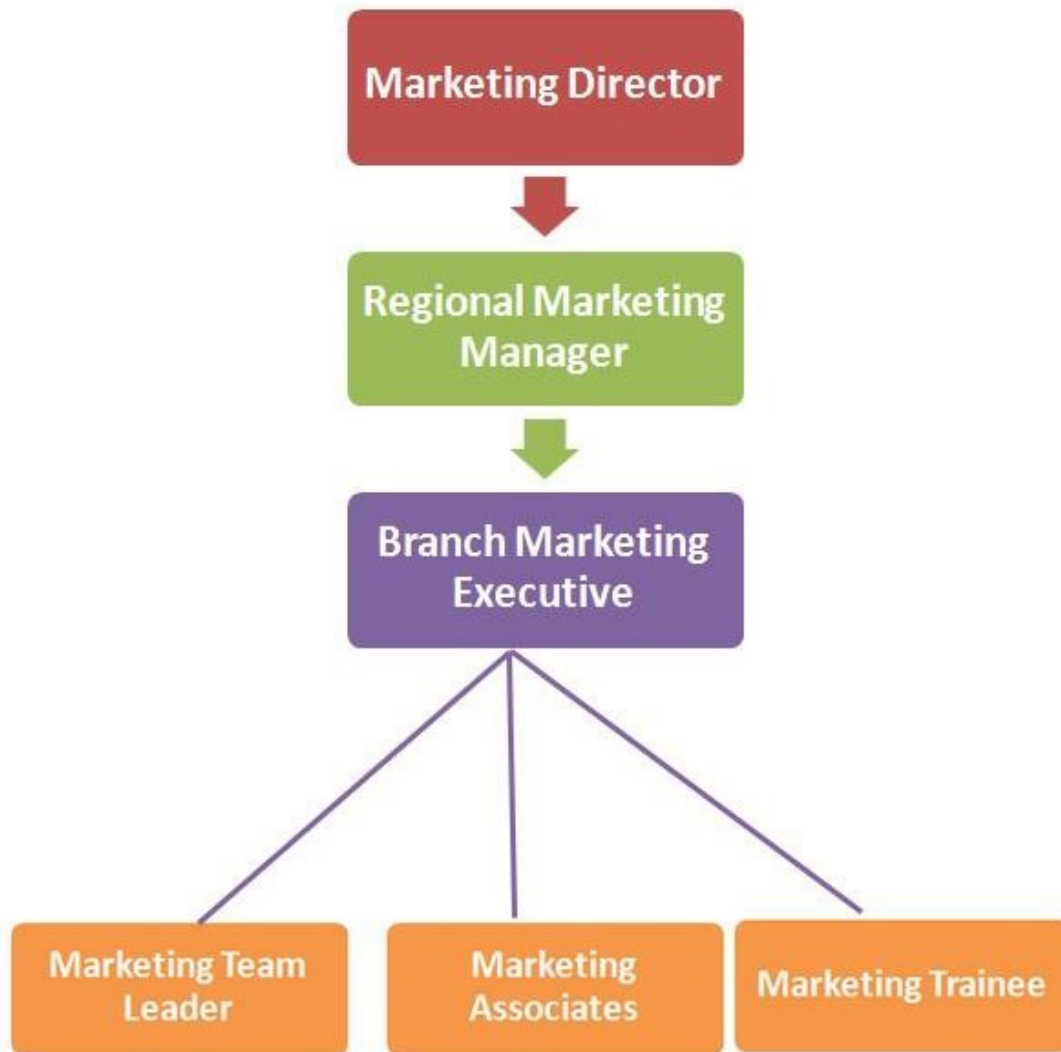 Marketing Director
Regional Marketing
Manager
Branch Marketing
Executive
Marketing Team
Leader
Marketing
Associates
Marketing Trainee